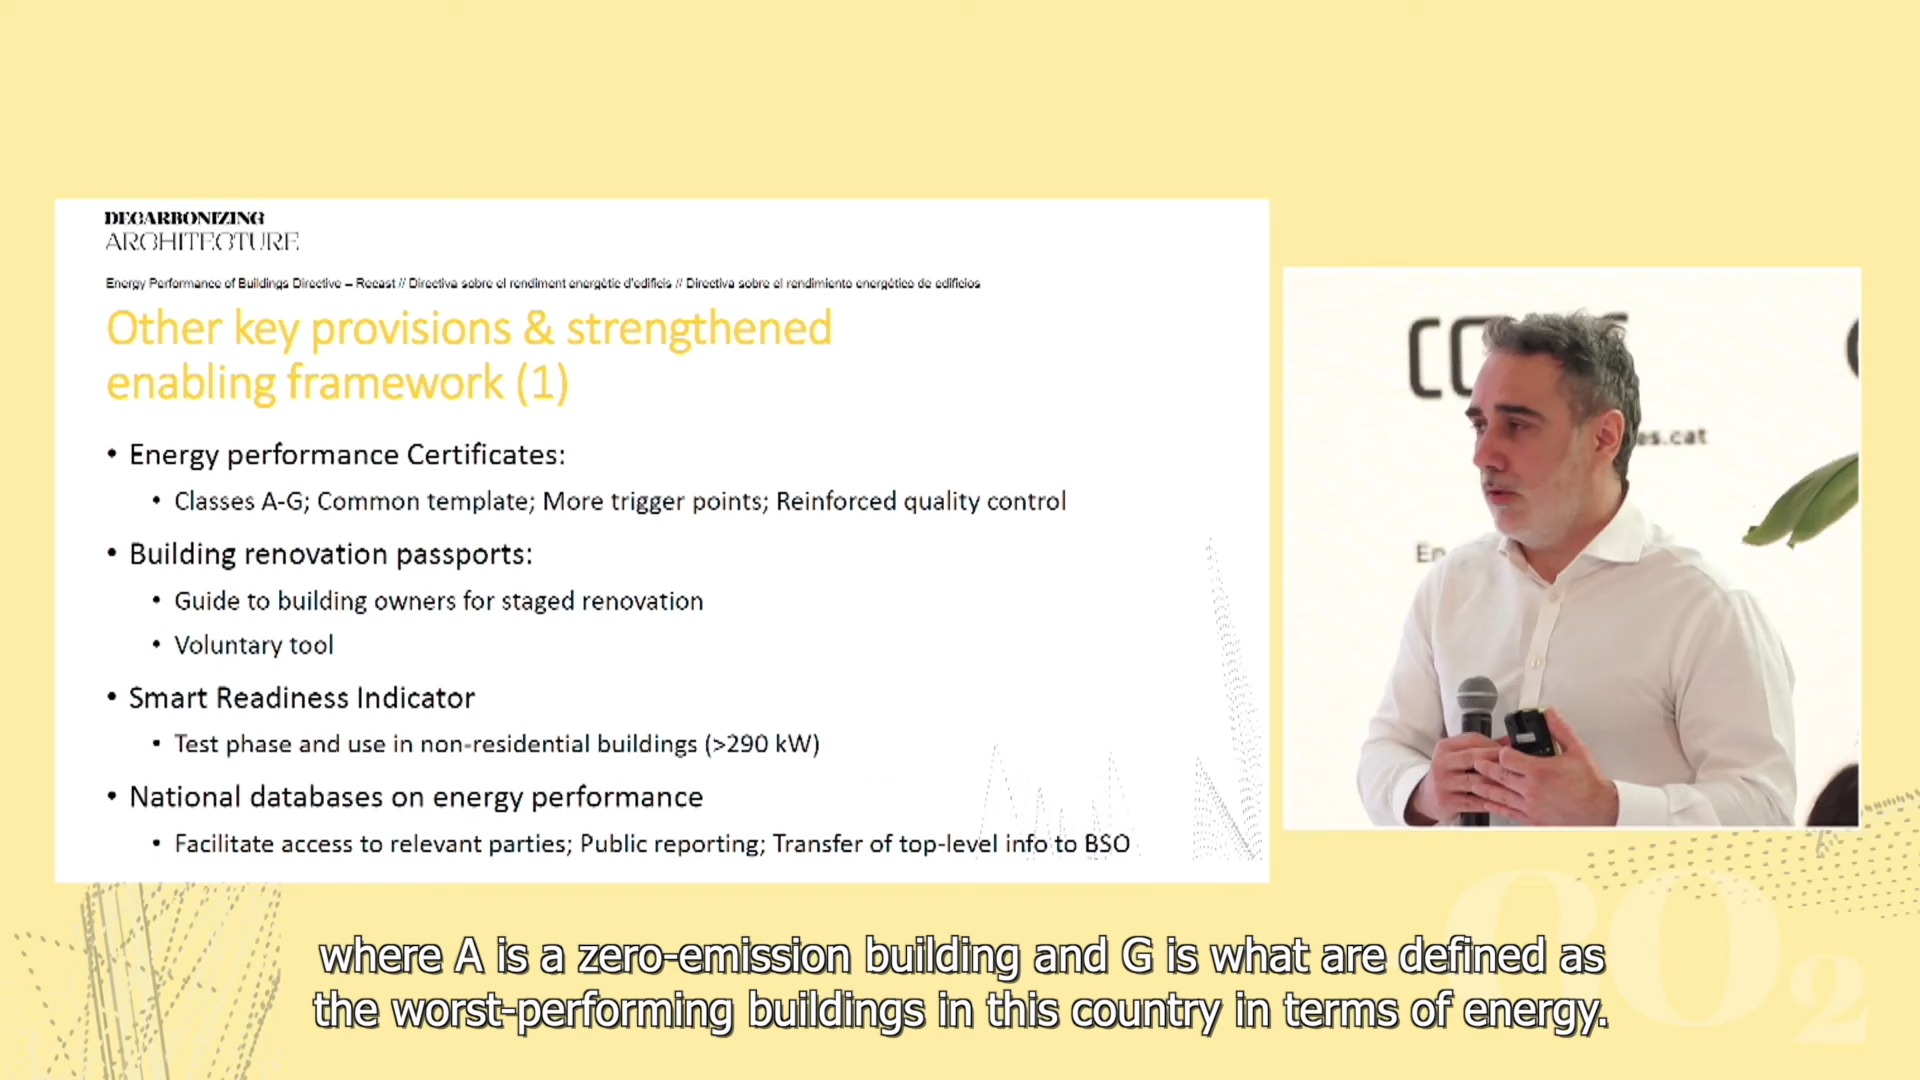 DECARBONIZING
ARCHITECTURE
Energy Performance of Buildings Directive – Recast // Directiva sobre el rendiment energètic d'edificis // Directiva sobre el rendimiento energético de edificios
Other key provisions & strengthened
enabling framework (1)
• Energy performance Certificates:
• Classes A-G; Common template; More trigger points; Reinforced quality control
• Building renovation passports:
• Guide to building owners for staged renovation
• Voluntary tool
• Smart Readiness Indicator
• Test phase and use in non-residential buildings (>290 kW)
• National databases on energy performance
• Facilitate access to relevant parties; Public reporting; Transfer of top-level info to BSO
es.cat
En
CO2
where A is a zero-emission building and G is what are defined as
the worst-performing buildings in this country in terms of energy.